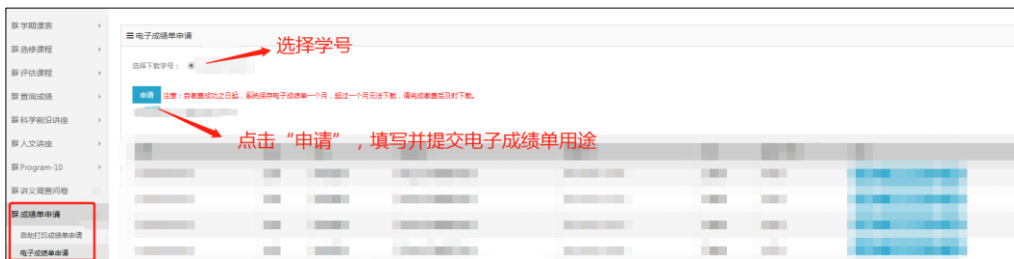 学期课表
选修课程
评估课程
查询成绩
科学前沿讲座
人文讲座
Program-10
讲义调查问卷
成绩单申请
自助打印成绩单申请
电子成绩单申请
电子成绩单申请
选择学号
选择下载学号：
申请 注意：自缴费成功之日起，系统保存电子成绩单一个月，超过一个月无法下载，请完成缴费后及时下载。
点击“申请”，填写并提交电子成绩单用途